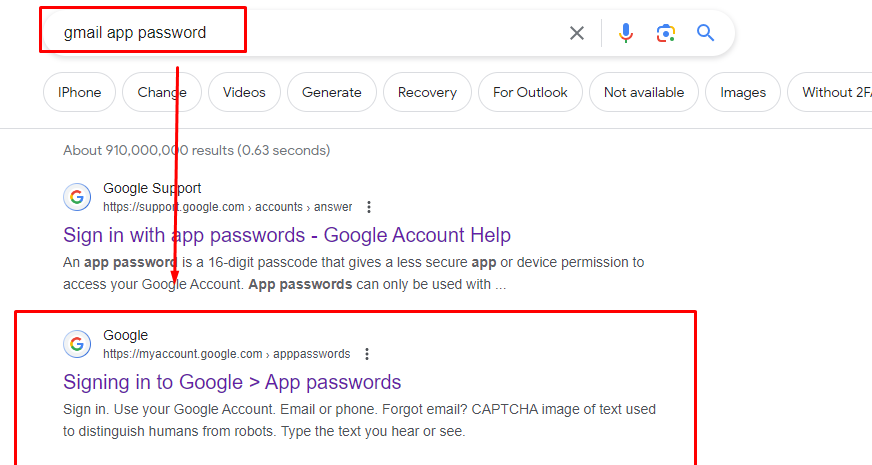 gmail app password
IPhone Change Videos Generate Recovery For Outlook Not available Images Without 2FA
About 910,000,000 results (0.63 seconds)
Google Support
https://support.google.com › accounts › answer
Sign in with app passwords - Google Account Help
An app password is a 16-digit passcode that gives a less secure app or device permission to
access your Google Account. App passwords can only be used with ...
Google
https://myaccount.google.com › apppasswords
Signing in to Google > App passwords
Sign in. Use your Google Account. Email or phone. Forgot email? CAPTCHA image of text used
to distinguish humans from robots. Type the text you hear or see.